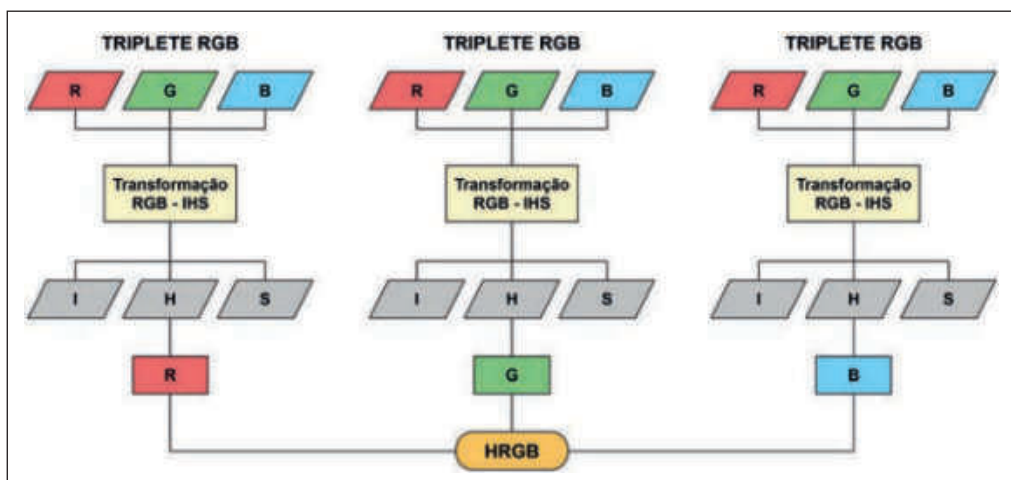 TRIPLETE RGB TRIPLETE RGB TRIPLETE RGB
R G B R G B R G B
Transformação Transformação Transformação
RGB - IHS RGB - IHS RGB - IHS
I H S I H S I H S
R G B
HRGB